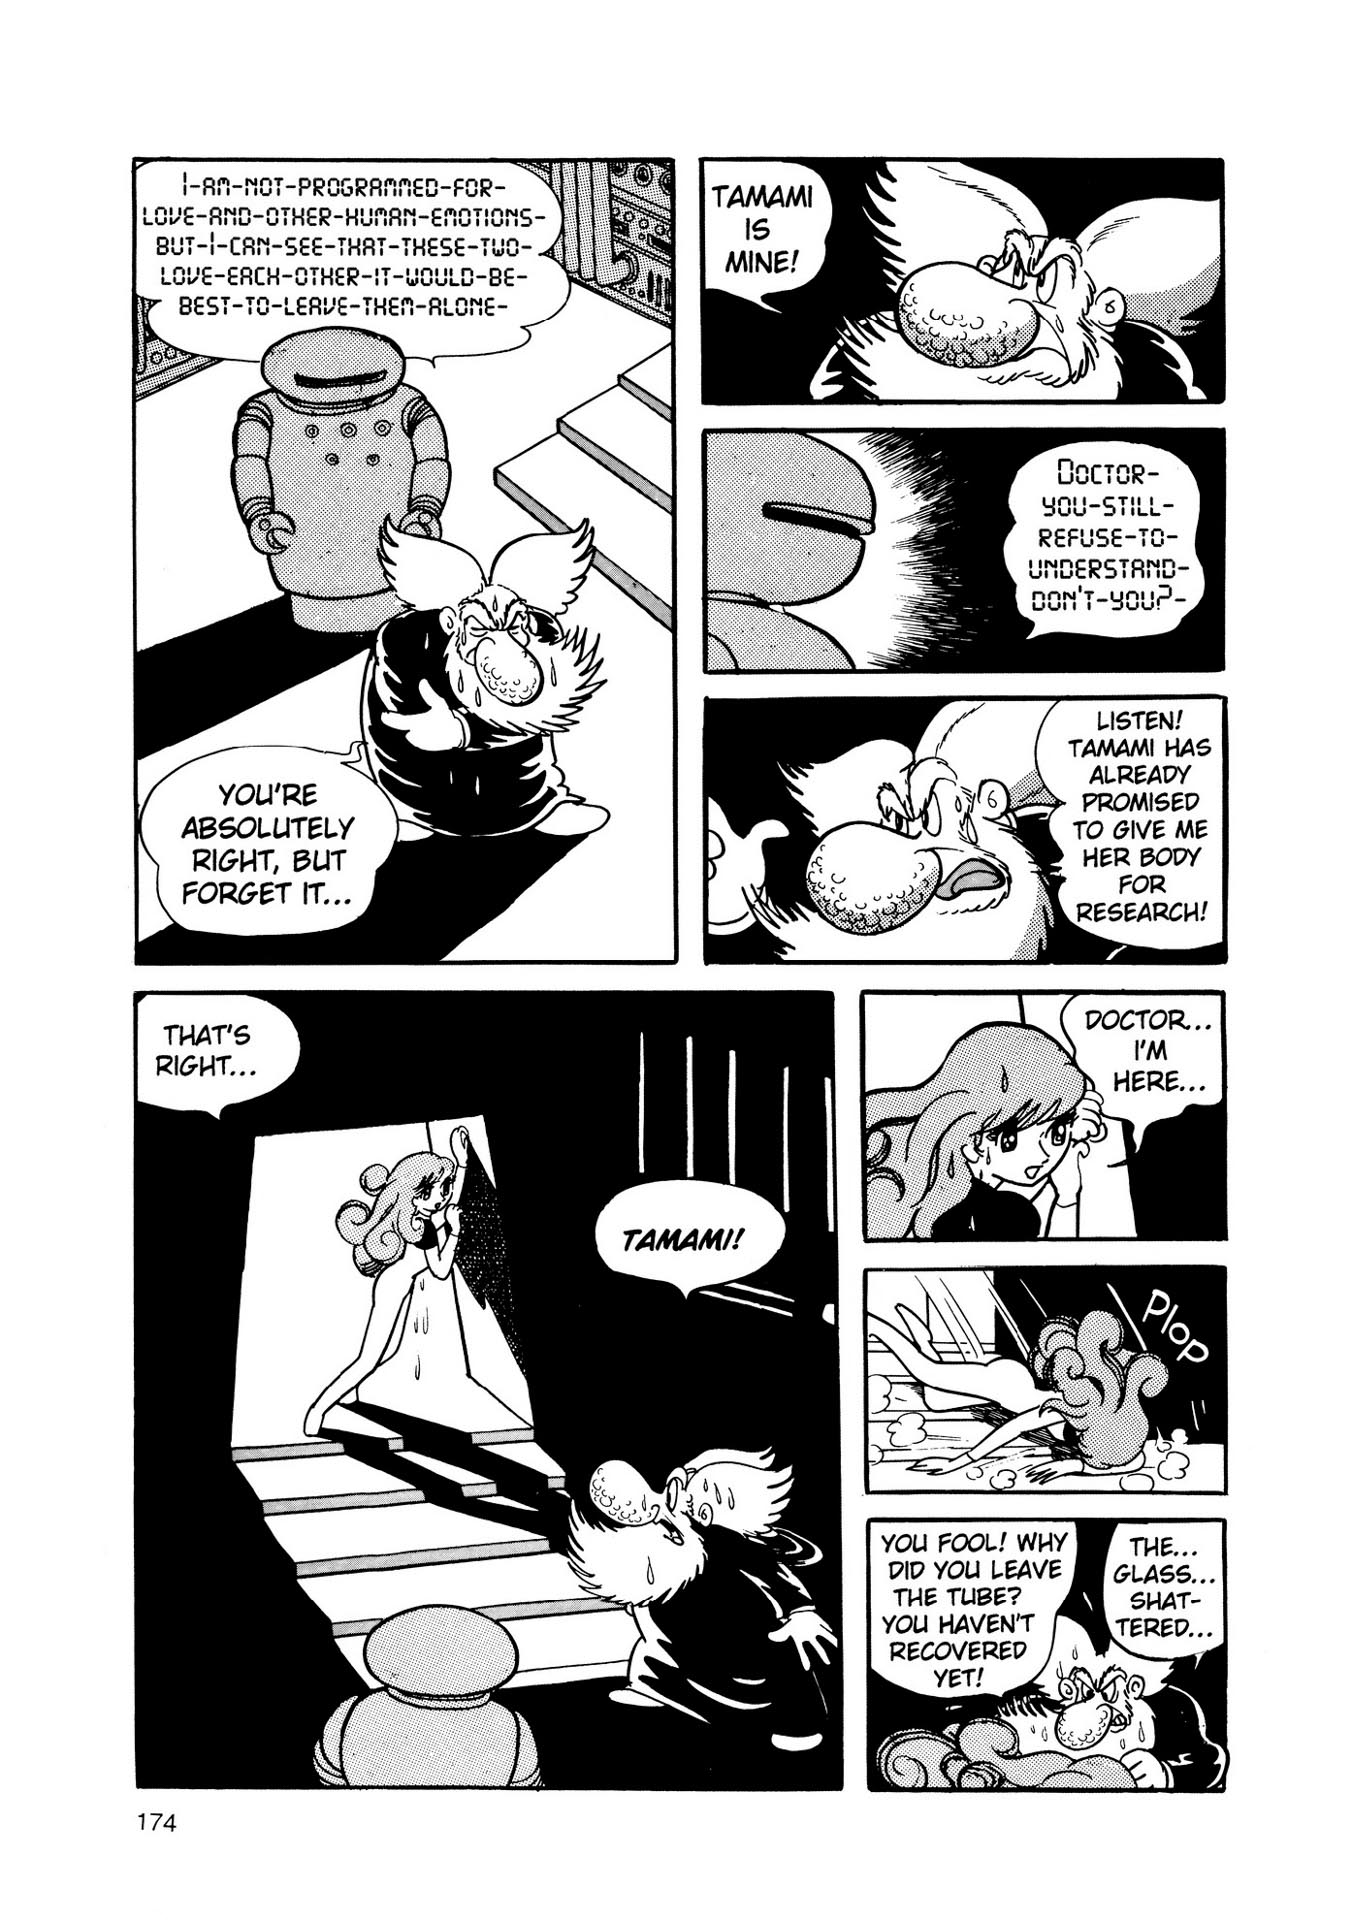 I-AM-NOT-PROGRAMMED-FOR-
LOVE-AND-OTHER-HUMAN-EMOTIONS-
BUT-I-CAN-SEE-THAT-THESE-TWO-
LOVE-EACH-OTHER-IT-WOULD-BE-
BEST-TO-LEAVE-THEM-ALONE-
YOU'RE
ABSOLUTELY
RIGHT, BUT
FORGET IT...
TAMAMI
IS
MINE!
DOCTOR-
YOU-STILL-
REFUSE-TO-
UNDERSTAND-
DON'T-YOU?-
LISTEN!
TAMAMI HAS
ALREADY
PROMISED
TO GIVE ME
HER BODY
FOR
RESEARCH!
THAT'S
RIGHT...
TAMAMI!
DOCTOR...
I'M
HERE...
PLOP
YOU FOOL! WHY
DID YOU LEAVE
THE TUBE?
YOU HAVEN'T
RECOVERED
YET!
THE...
GLASS...
SHAT-
TERED...
174